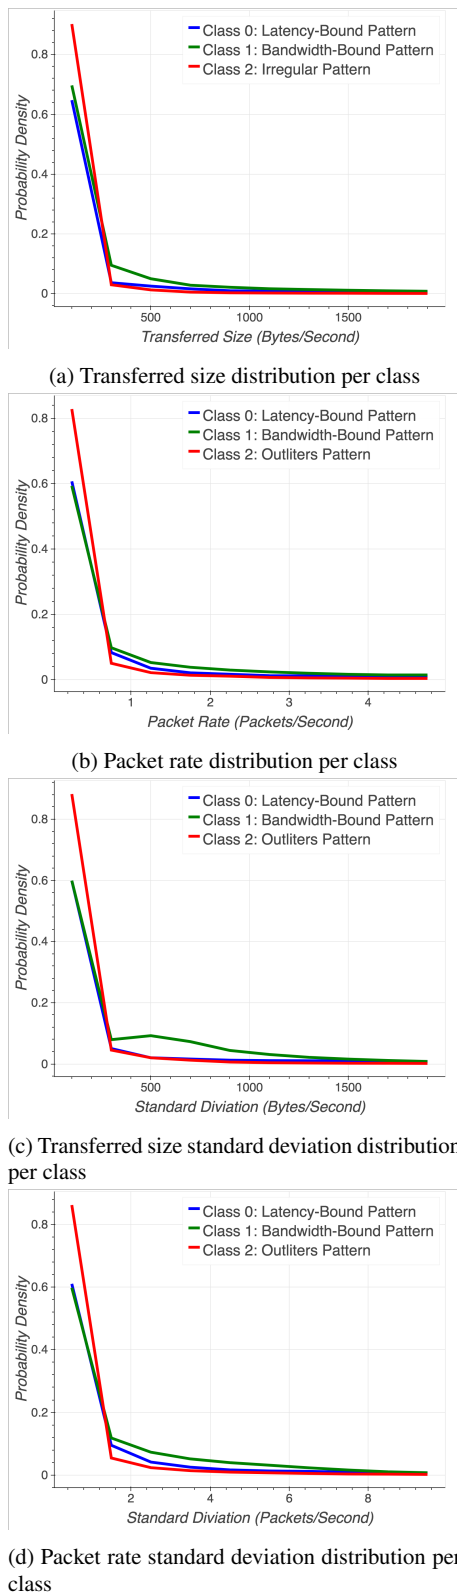 Class 0: Latency-Bound Pattern
Class 1: Bandwidth-Bound Pattern
Class 2: Irregular Pattern
Probability Density
0.8
0.6
0.4
0.2
0
500
1000
1500
Transferred Size (Bytes/Second)
(a) Transferred size distribution per class
Class 0: Latency-Bound Pattern
Class 1: Bandwidth-Bound Pattern
Class 2: Outliters Pattern
Probability Density
0.8
0.6
0.4
0.2
0
1
2
3
4
Packet Rate (Packets/Second)
(b) Packet rate distribution per class
Class 0: Latency-Bound Pattern
Class 1: Bandwidth-Bound Pattern
Class 2: Outliters Pattern
Probability Density
0.8
0.6
0.4
0.2
0
500
1000
1500
Standard Diviation (Bytes/Second)
(c) Transferred size standard deviation distribution
per class
Class 0: Latency-Bound Pattern
Class 1: Bandwidth-Bound Pattern
Class 2: Outliters Pattern
Probability Density
0.8
0.6
0.4
0.2
0
2
4
6
8
Standard Diviation (Packets/Second)
(d) Packet rate standard deviation distribution per
class